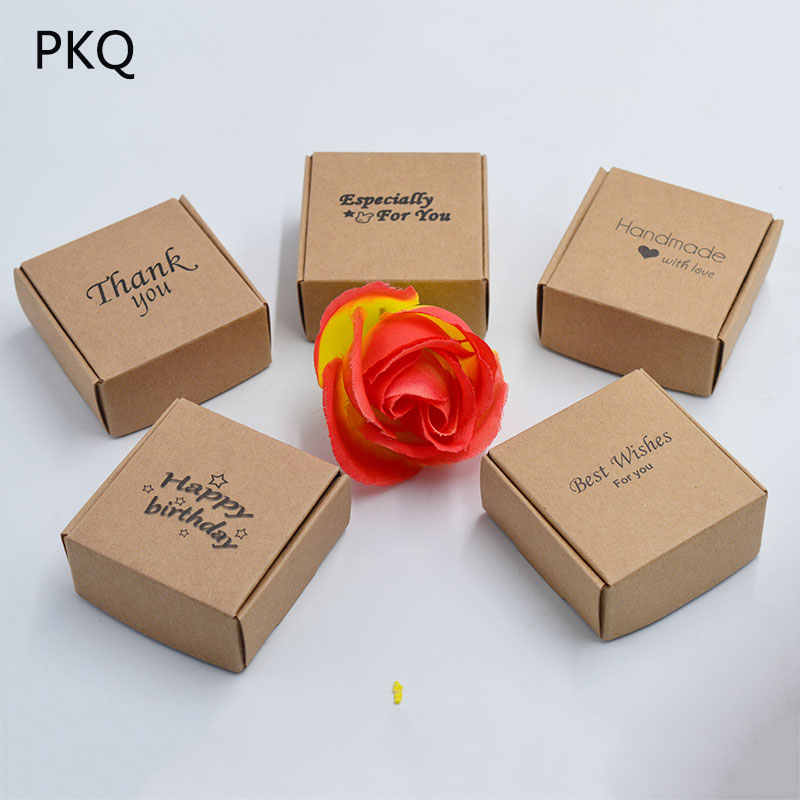 PKQ
Especially
For You
Thank
you
Handmade
with love
Happy
birthday
Best Wishes
For you